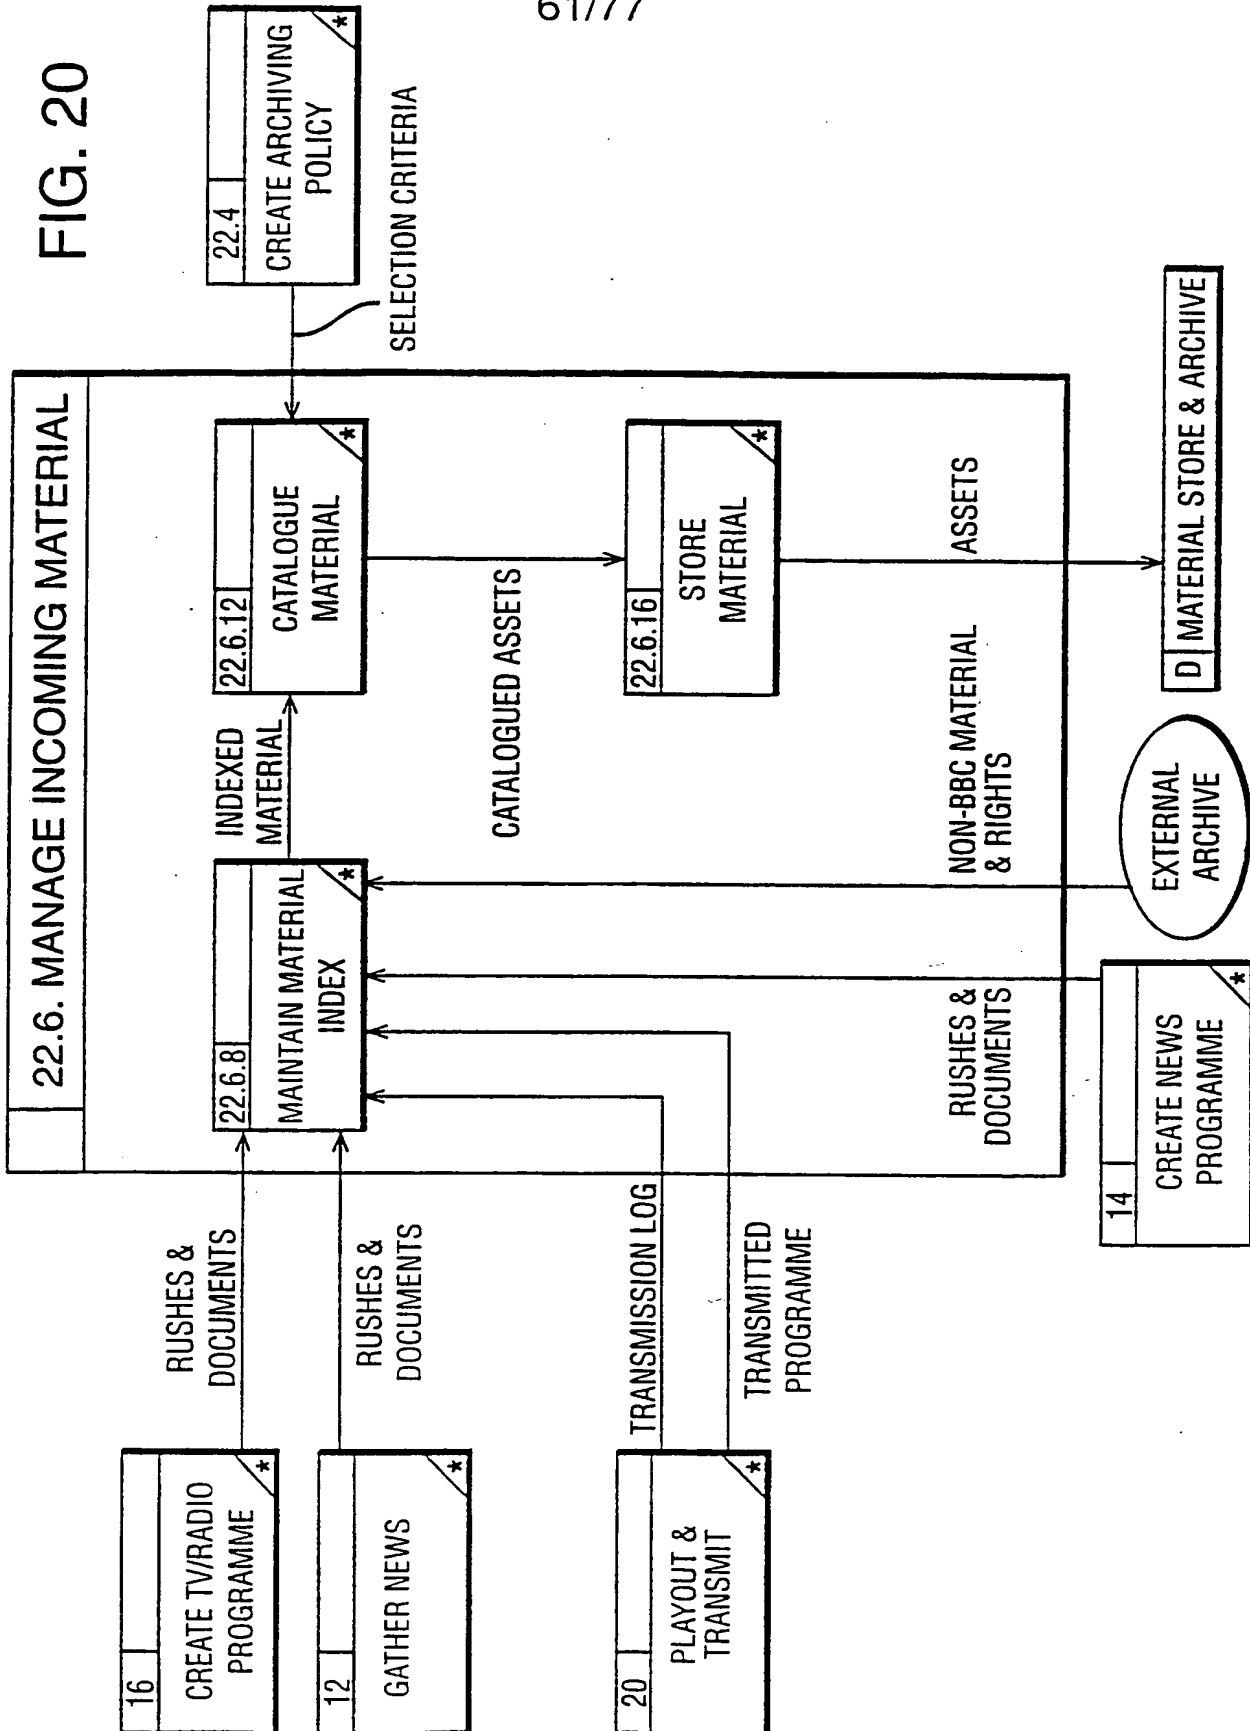 61/77
FIG. 20
22.6. MANAGE INCOMING MATERIAL
16
CREATE TV/RADIO
PROGRAMME
*
RUSHES &
DOCUMENTS
12
GATHER NEWS
*
RUSHES &
DOCUMENTS
20
PLAYOUT &
TRANSMIT
*
TRANSMISSION LOG
TRANSMITTED
PROGRAMME
22.6.8
MAINTAIN MATERIAL
INDEX
*
INDEXED
MATERIAL
22.6.12
CATALOGUE
MATERIAL
*
22.4
CREATE ARCHIVING
POLICY
*
SELECTION CRITERIA
CATALOGUED ASSETS
22.6.16
STORE
MATERIAL
*
RUSHES &
DOCUMENTS
NON-BBC MATERIAL
& RIGHTS
ASSETS
14
CREATE NEWS
PROGRAMME
*
EXTERNAL
ARCHIVE
D MATERIAL STORE & ARCHIVE